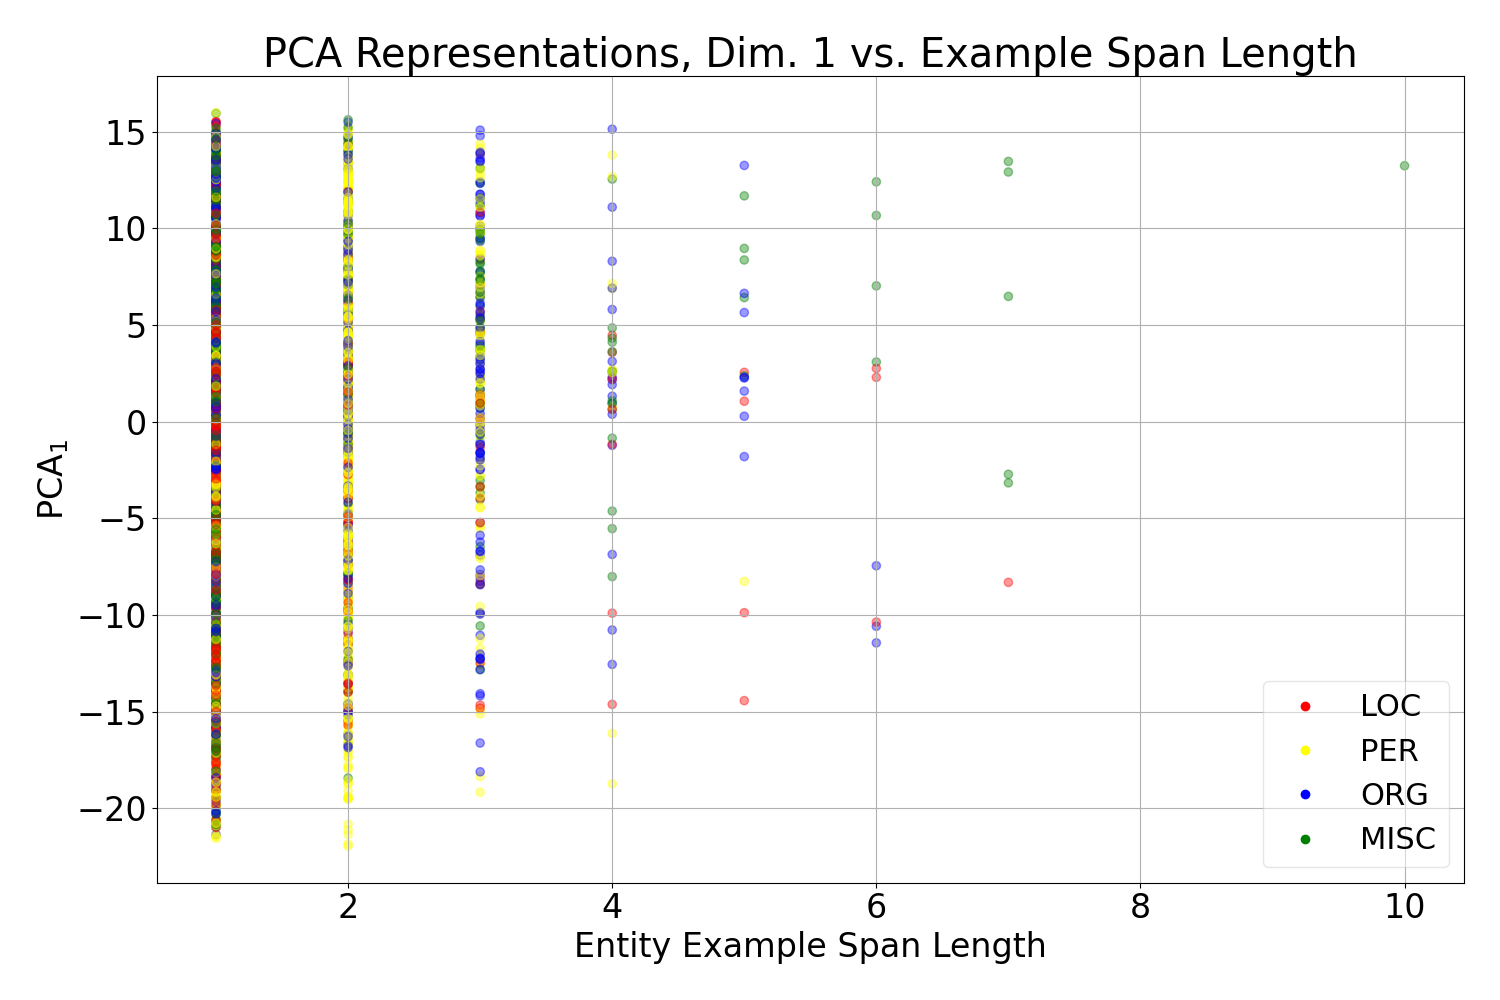 PCA Representations, Dim. 1 vs. Example Span Length
15
10
5
0
−5
−10
−15
−20
PCA₁
2 4 6 8 10
Entity Example Span Length
LOC
PER
ORG
MISC